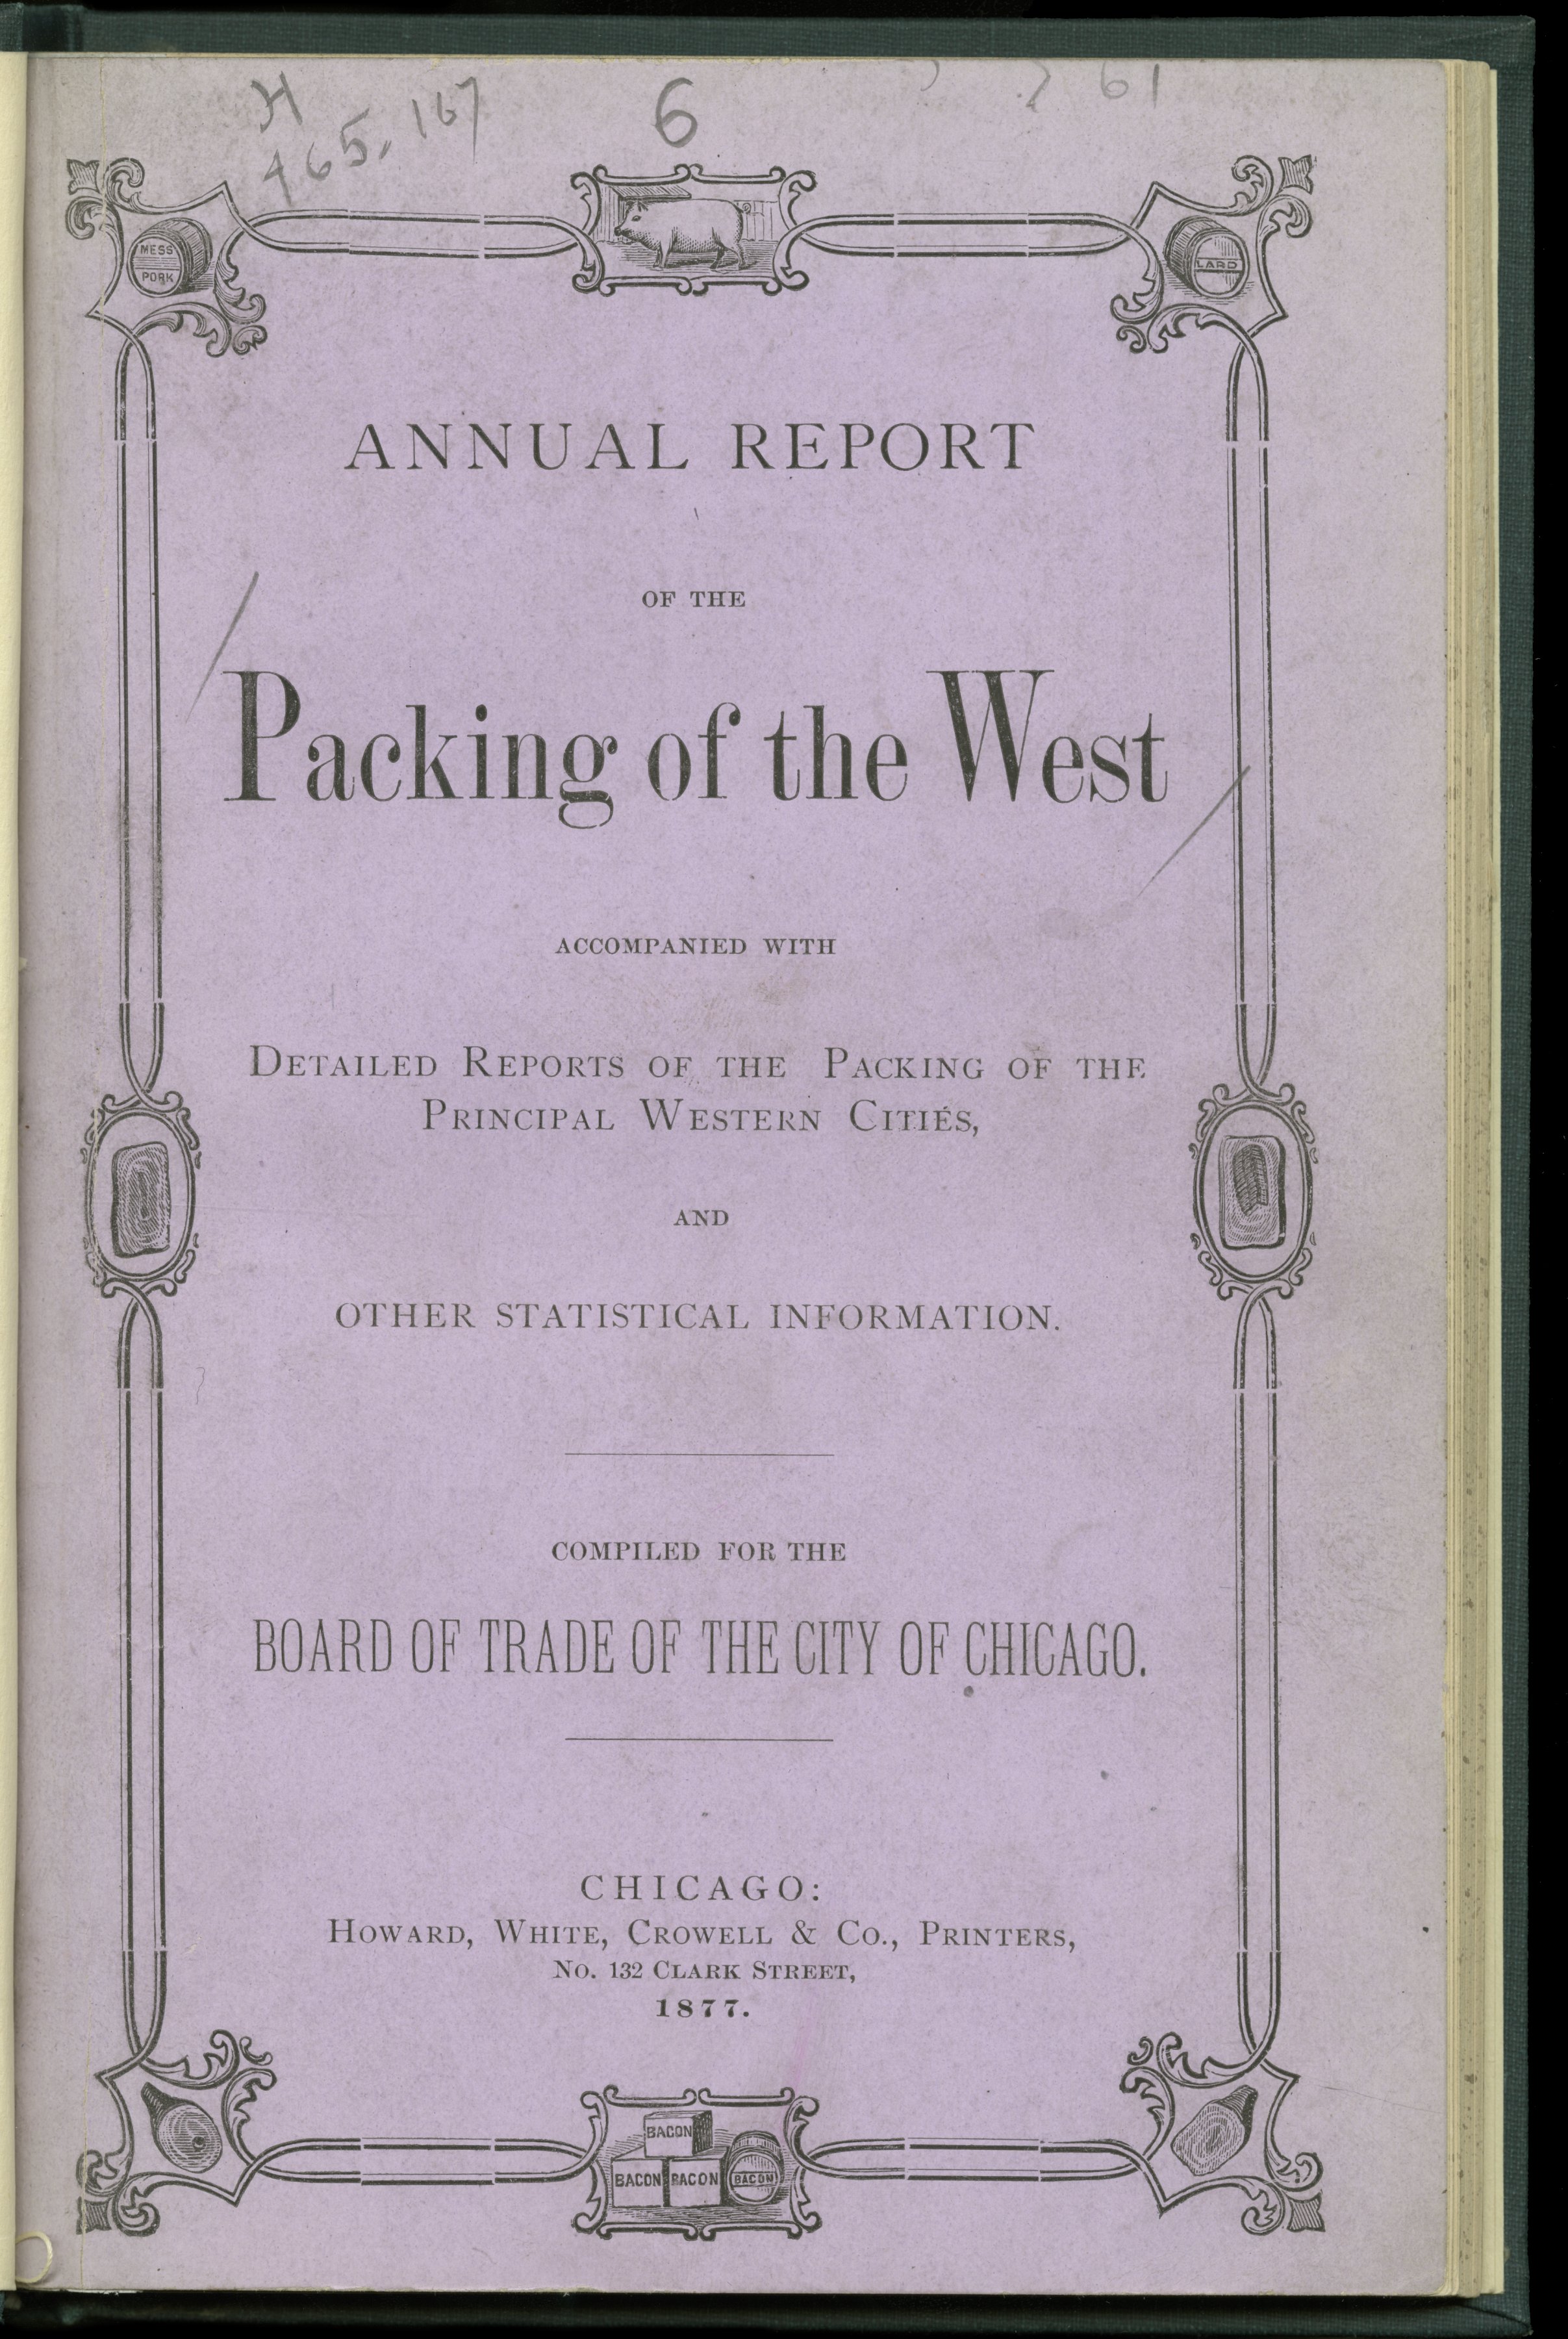 H
465.167
6
61
MESS
PORK
LARD
ANNUAL REPORT
OF THE
Packing of the West
ACCOMPANIED WITH
DETAILED REPORTS OF THE PACKING OF THE
PRINCIPAL WESTERN CITIES,
AND
OTHER STATISTICAL INFORMATION.
COMPILED FOR THE
BOARD OF TRADE OF THE CITY OF CHICAGO.
CHICAGO:
HOWARD, WHITE, CROWELL & CO., PRINTERS,
NO. 132 CLARK STREET,
1877.
BACON
BACON BACON BACON